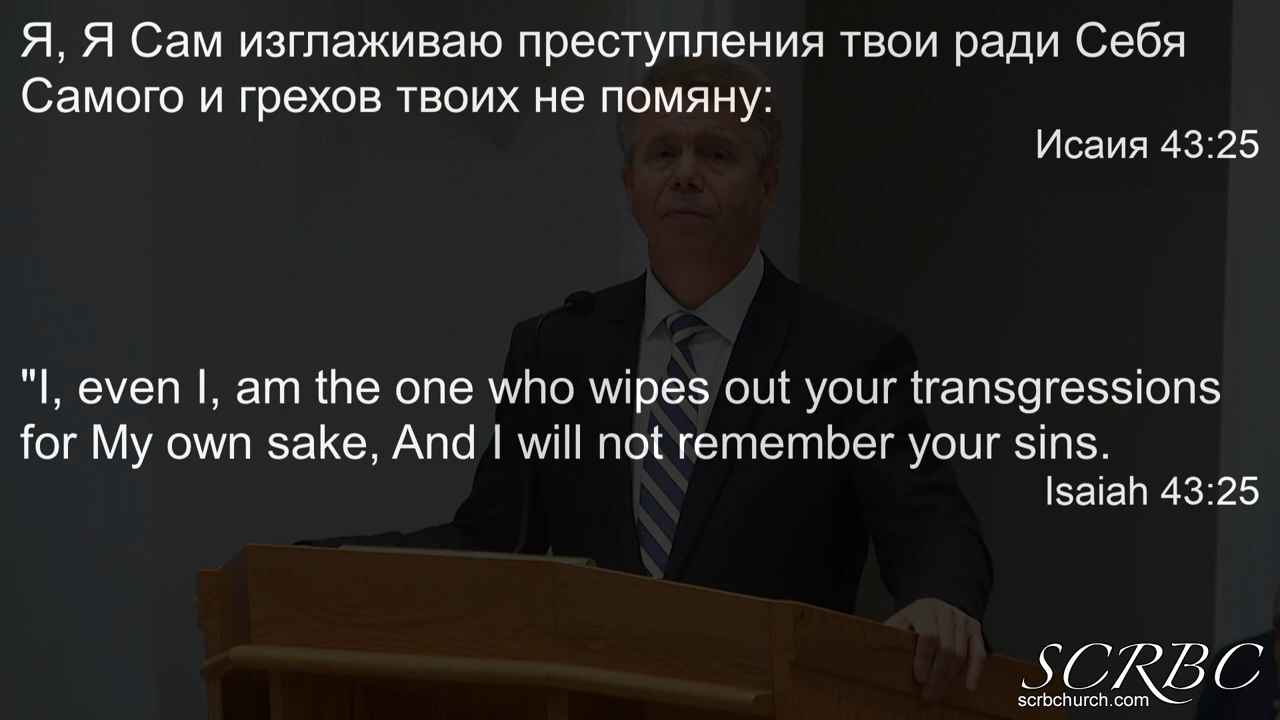 Я, Я Сам изглаживаю преступления твои ради Себя
Самого и грехов твоих не помяну:
Исаия 43:25
"I, even I, am the one who wipes out your transgressions
for My own sake, And I will not remember your sins.
Isaiah 43:25
SCRBC
scrbchurch.com